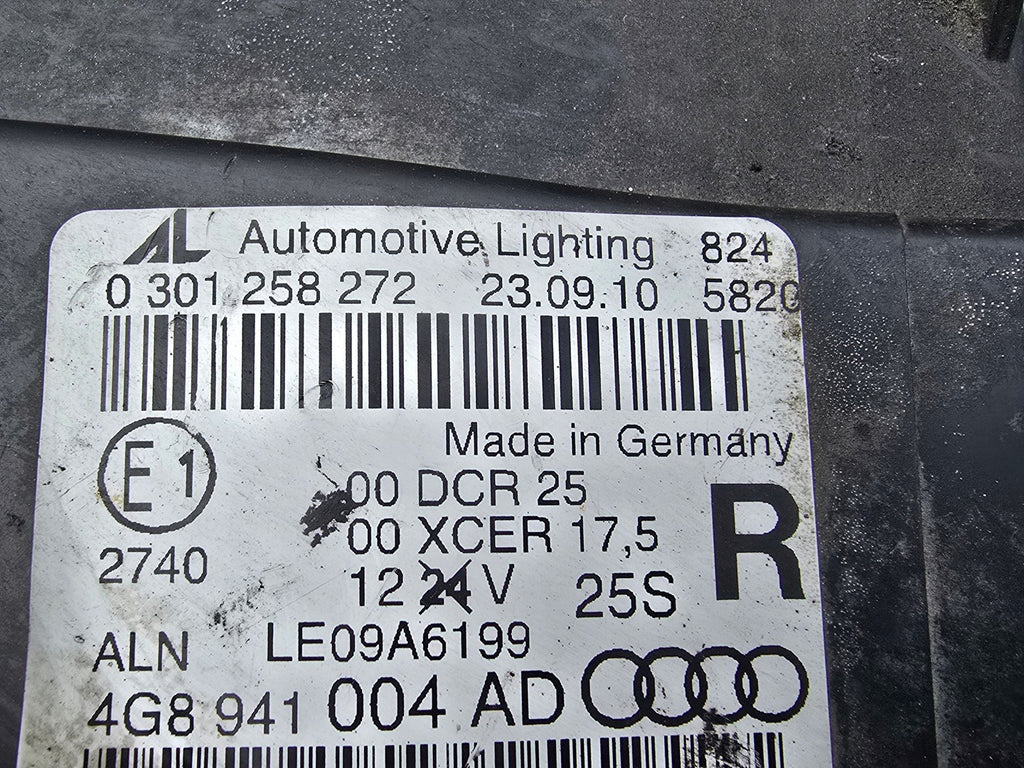 AL Automotive Lighting 824
0 301 258 272 23.09.10 5820
Made in Germany
E1
00 DCR 25
00 XCER 17,5
R
2740
12 24 V 25S
ALN LE09A6199
4G8 941 004 AD